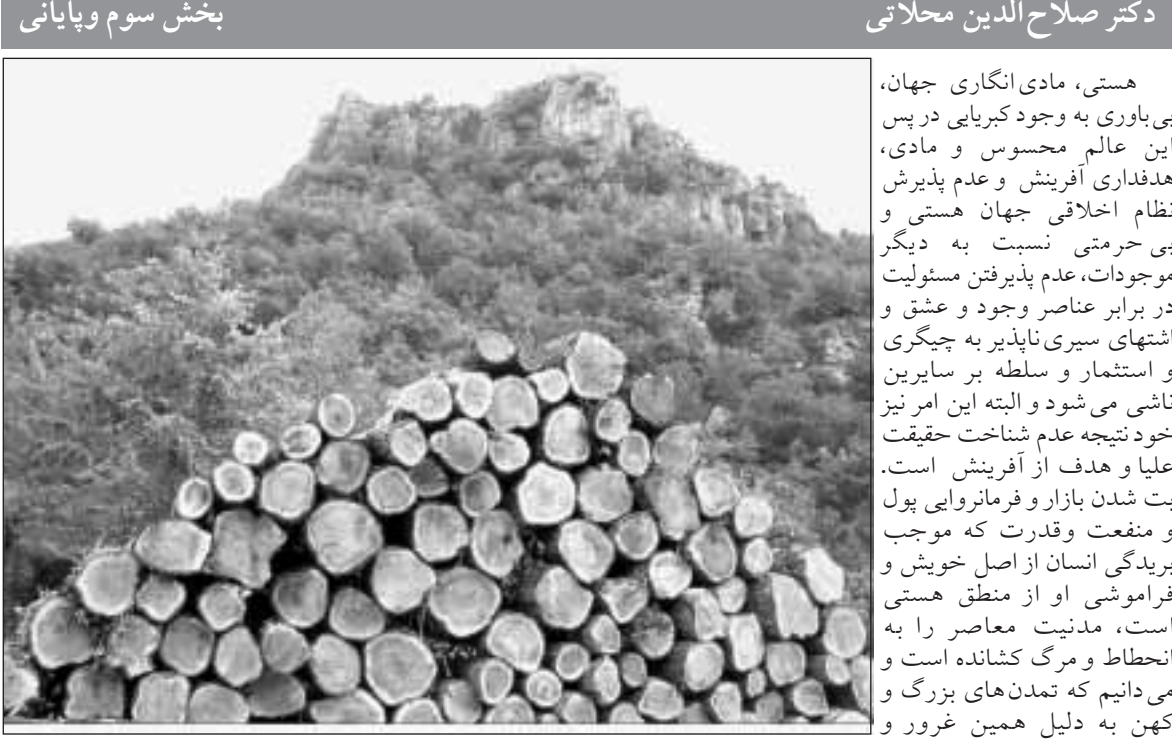 دکتر صلاح‌الدین محلاتی
بخش سوم وپایانی
هستی، مادی‌انگاری جهان،
بی‌باوری به وجود کبریایی در پس
این عالم محسوس و مادی،
هدفداری آفرینش و عدم پذیرش
نظام اخلاقی جهان هستی و
بی‌حرمتی نسبت به دیگر
موجودات، عدم پذیرفتن مسئولیت
در برابر عناصر وجود و عشق و
اشتهای سیری‌ناپذیر به چیگری
و استثمار و سلطه بر سایرین
ناشی می‌شود و البته این امر نیز
خود نتیجه عدم شناخت حقیقت
علیا و هدف از آفرینش است.
بت شدن بازار و فرمانروایی پول
و منفعت وقدرت که موجب
بریدگی انسان از اصل خویش و
فراموشی او از منطق هستی
است، مدنیت معاصر را به
انحطاط و مرگ کشانده است و
می‌دانیم که تمدن‌های بزرگ و
کهن به دلیل همین غرور و